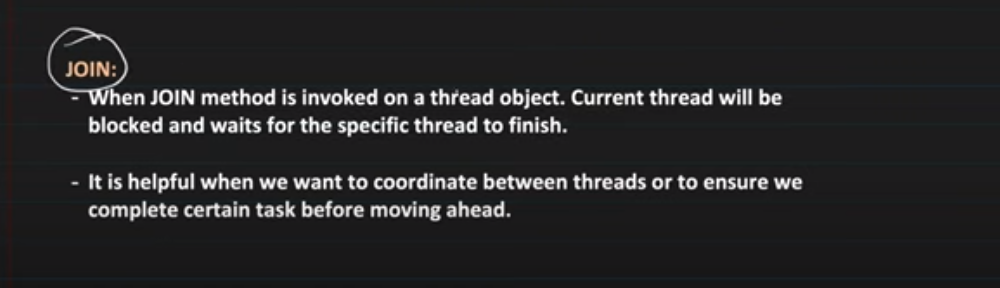 JOIN:
- When JOIN method is invoked on a thread object. Current thread will be
blocked and waits for the specific thread to finish.
- It is helpful when we want to coordinate between threads or to ensure we
complete certain task before moving ahead.